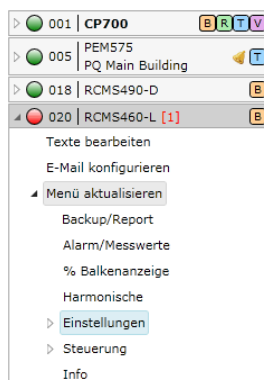 001 | CP700 B R T V
005 | PEM575
PQ Main Building T
018 | RCMS490-D B
020 | RCMS460-L [1] B
Texte bearbeiten
E-Mail konfigurieren
Menü aktualisieren
Backup/Report
Alarm/Messwerte
% Balkenanzeige
Harmonische
Einstellungen
Steuerung
Info